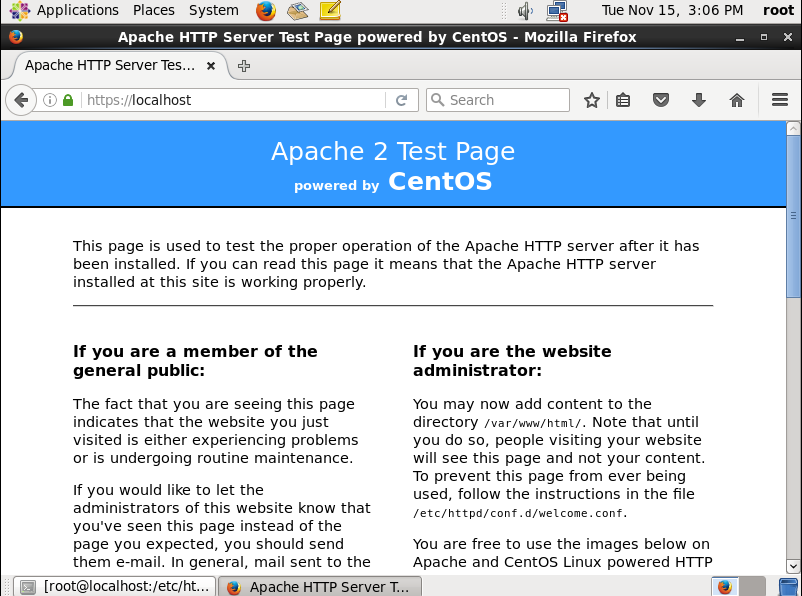 Applications Places System Tue Nov 15, 3:06 PM root
Apache HTTP Server Test Page powered by CentOS - Mozilla Firefox
Apache HTTP Server Tes...
https://localhost Search
Apache 2 Test Page
powered by CentOS
This page is used to test the proper operation of the Apache HTTP server after it has
been installed. If you can read this page it means that the Apache HTTP server
installed at this site is working properly.
If you are a member of the
general public:
The fact that you are seeing this page
indicates that the website you just
visited is either experiencing problems
or is undergoing routine maintenance.
If you would like to let the
administrators of this website know that
you've seen this page instead of the
page you expected, you should send
them e-mail. In general, mail sent to the
If you are the website
administrator:
You may now add content to the
directory /var/www/html/. Note that until
you do so, people visiting your website
will see this page and not your content.
To prevent this page from ever being
used, follow the instructions in the file
/etc/httpd/conf.d/welcome.conf.
You are free to use the images below on
Apache and CentOS Linux powered HTTP
[root@localhost:/etc/ht... Apache HTTP Server T...